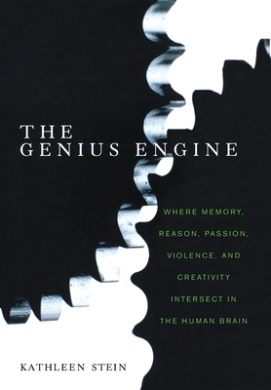 THE
GENIUS ENGINE
WHERE MEMORY,
REASON, PASSION,
VIOLENCE, AND
CREATIVITY
INTERSECT IN
THE HUMAN BRAIN
KATHLEEN STEIN